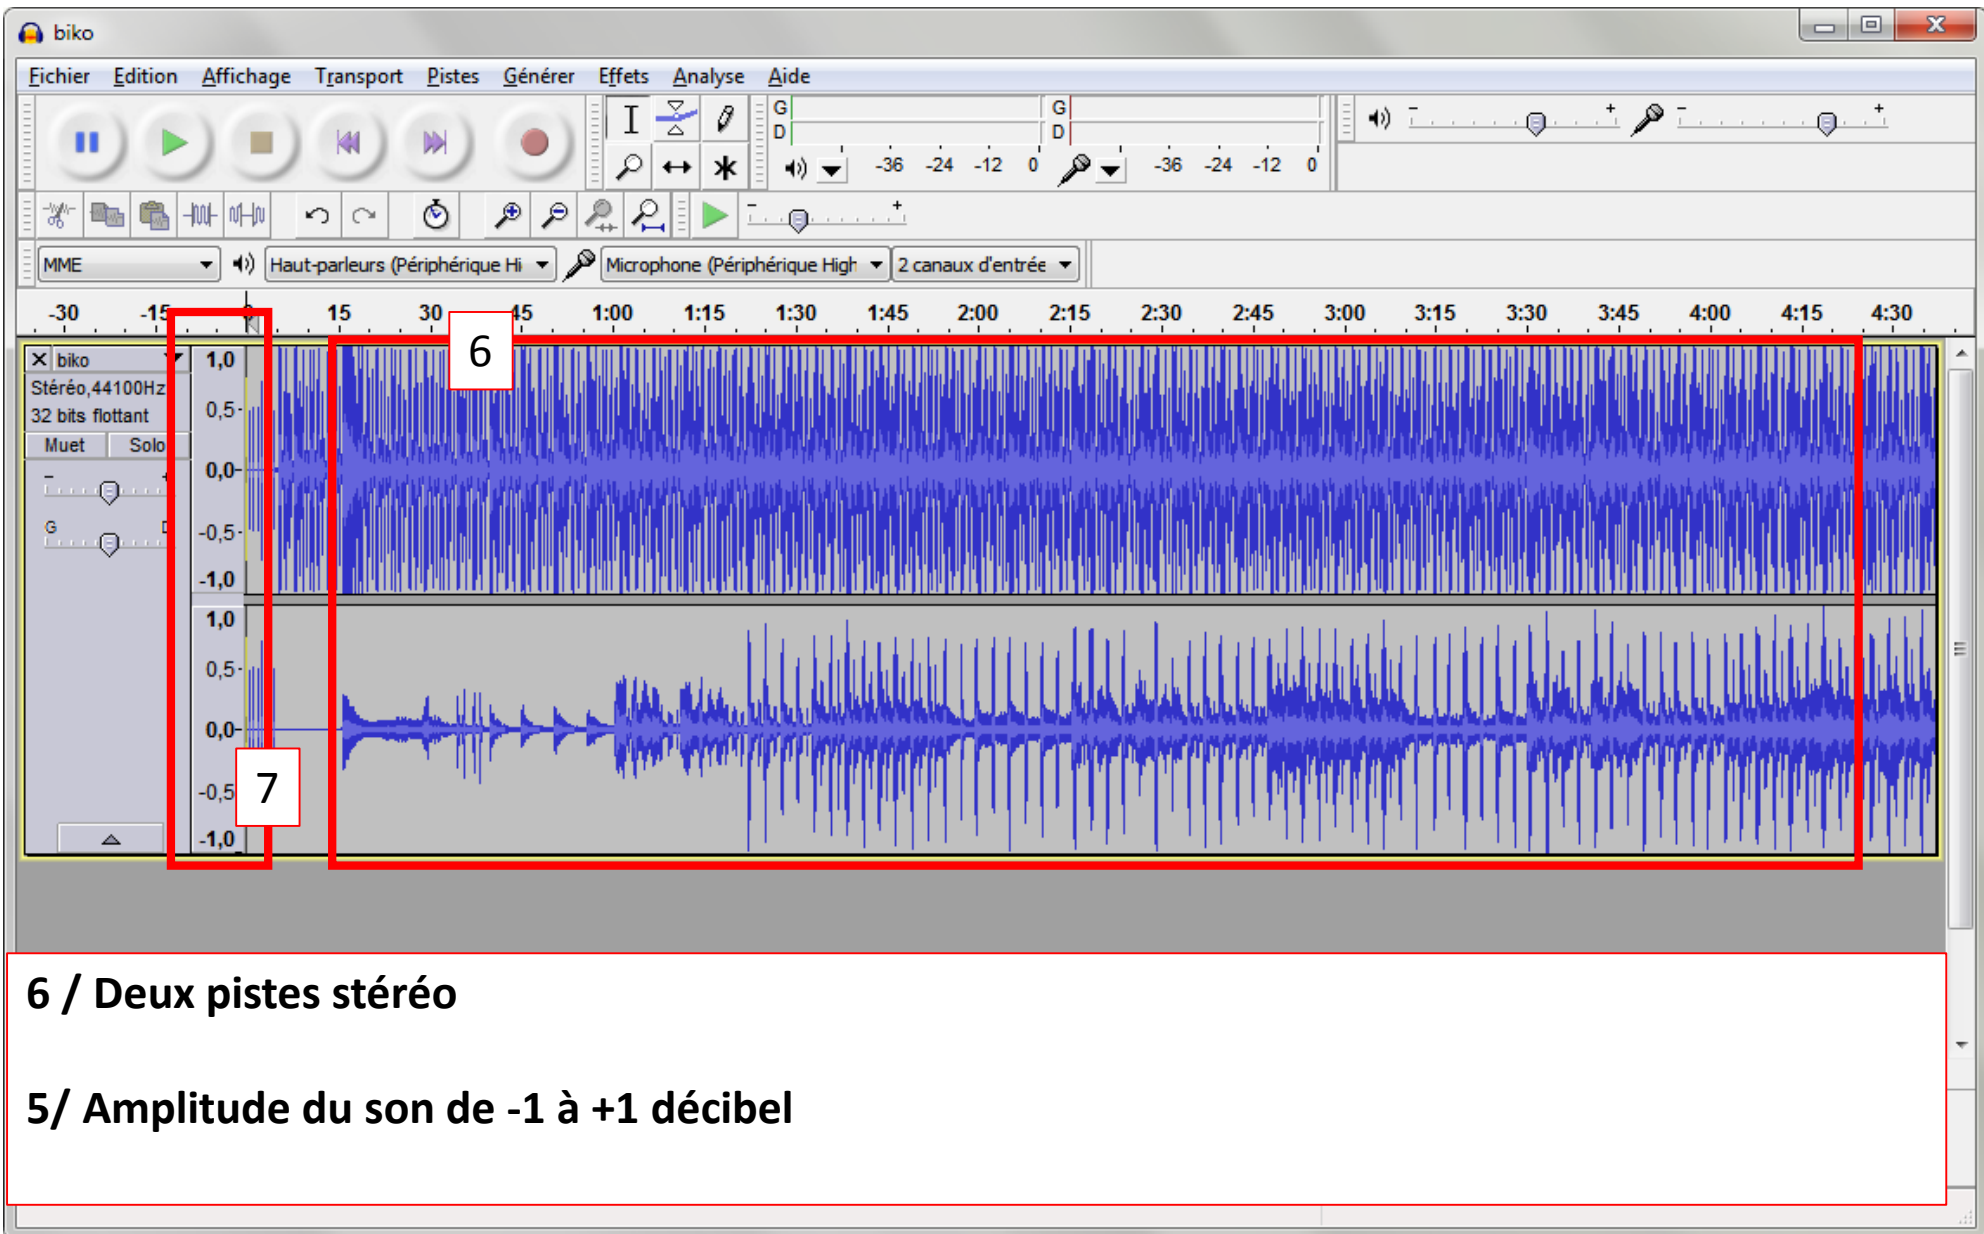 biko
Fichier Edition Affichage Transport Pistes Générer Effets Analyse Aide
G G
D D
- + - +
-36 -24 -12 0 -36 -24 -12 0
- +
MME Haut-parleurs (Périphérique Hi Microphone (Périphérique High 2 canaux d'entrée
-30 -15 0 15 30 45 1:00 1:15 1:30 1:45 2:00 2:15 2:30 2:45 3:00 3:15 3:30 3:45 4:00 4:15 4:30
6
X biko 1,0
Stéréo,44100Hz
32 bits flottant 0,5
Muet Solo
0,0
- +
G D
-0,5
-1,0
1,0
0,5
0,0
7
-0,5
-1,0
6 / Deux pistes stéréo
5/ Amplitude du son de -1 à +1 décibel